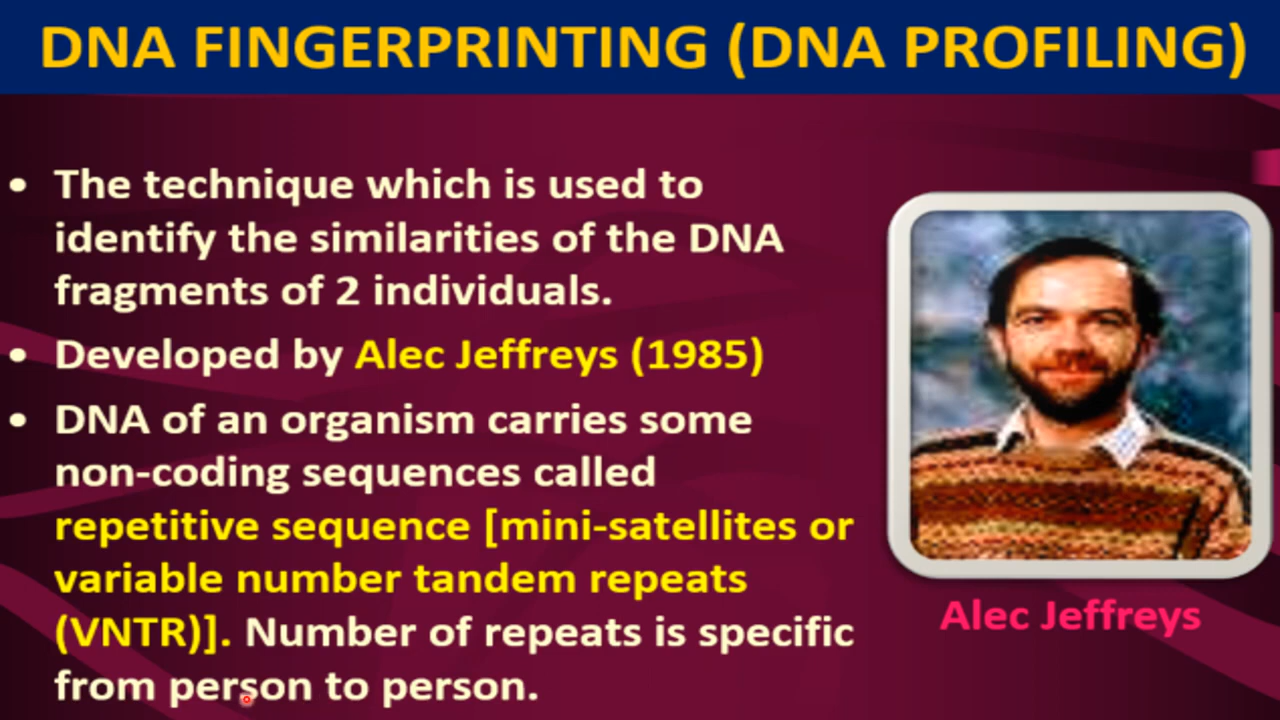 DNA FINGERPRINTING (DNA PROFILING)
• The technique which is used to
identify the similarities of the DNA
fragments of 2 individuals.
• Developed by Alec Jeffreys (1985)
• DNA of an organism carries some
non-coding sequences called
repetitive sequence [mini-satellites or
variable number tandem repeats
(VNTR)]. Number of repeats is specific
from person to person.
Alec Jeffreys